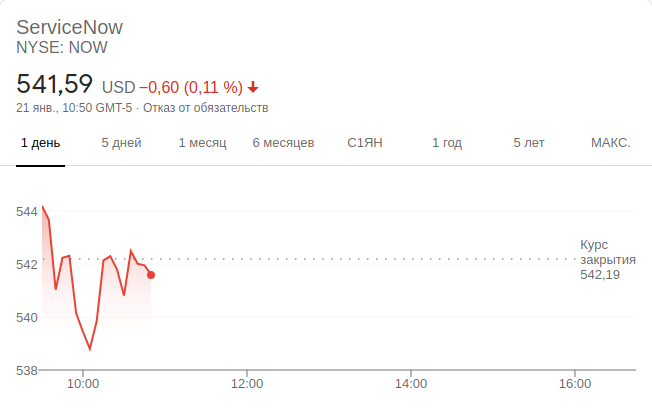 ServiceNow
NYSE: NOW
541,59 USD −0,60 (0,11 %)
21 янв., 10:50 GMT-5 · Отказ от обязательств
1 день 5 дней 1 месяц 6 месяцев С1ЯН 1 год 5 лет МАКС.
544
542
540
538
Курс
закрытия
542,19
10:00 12:00 14:00 16:00